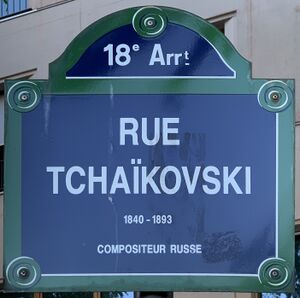 18e Arrt
RUE
TCHAÏKOVSKI
1840 - 1893
COMPOSITEUR RUSSE